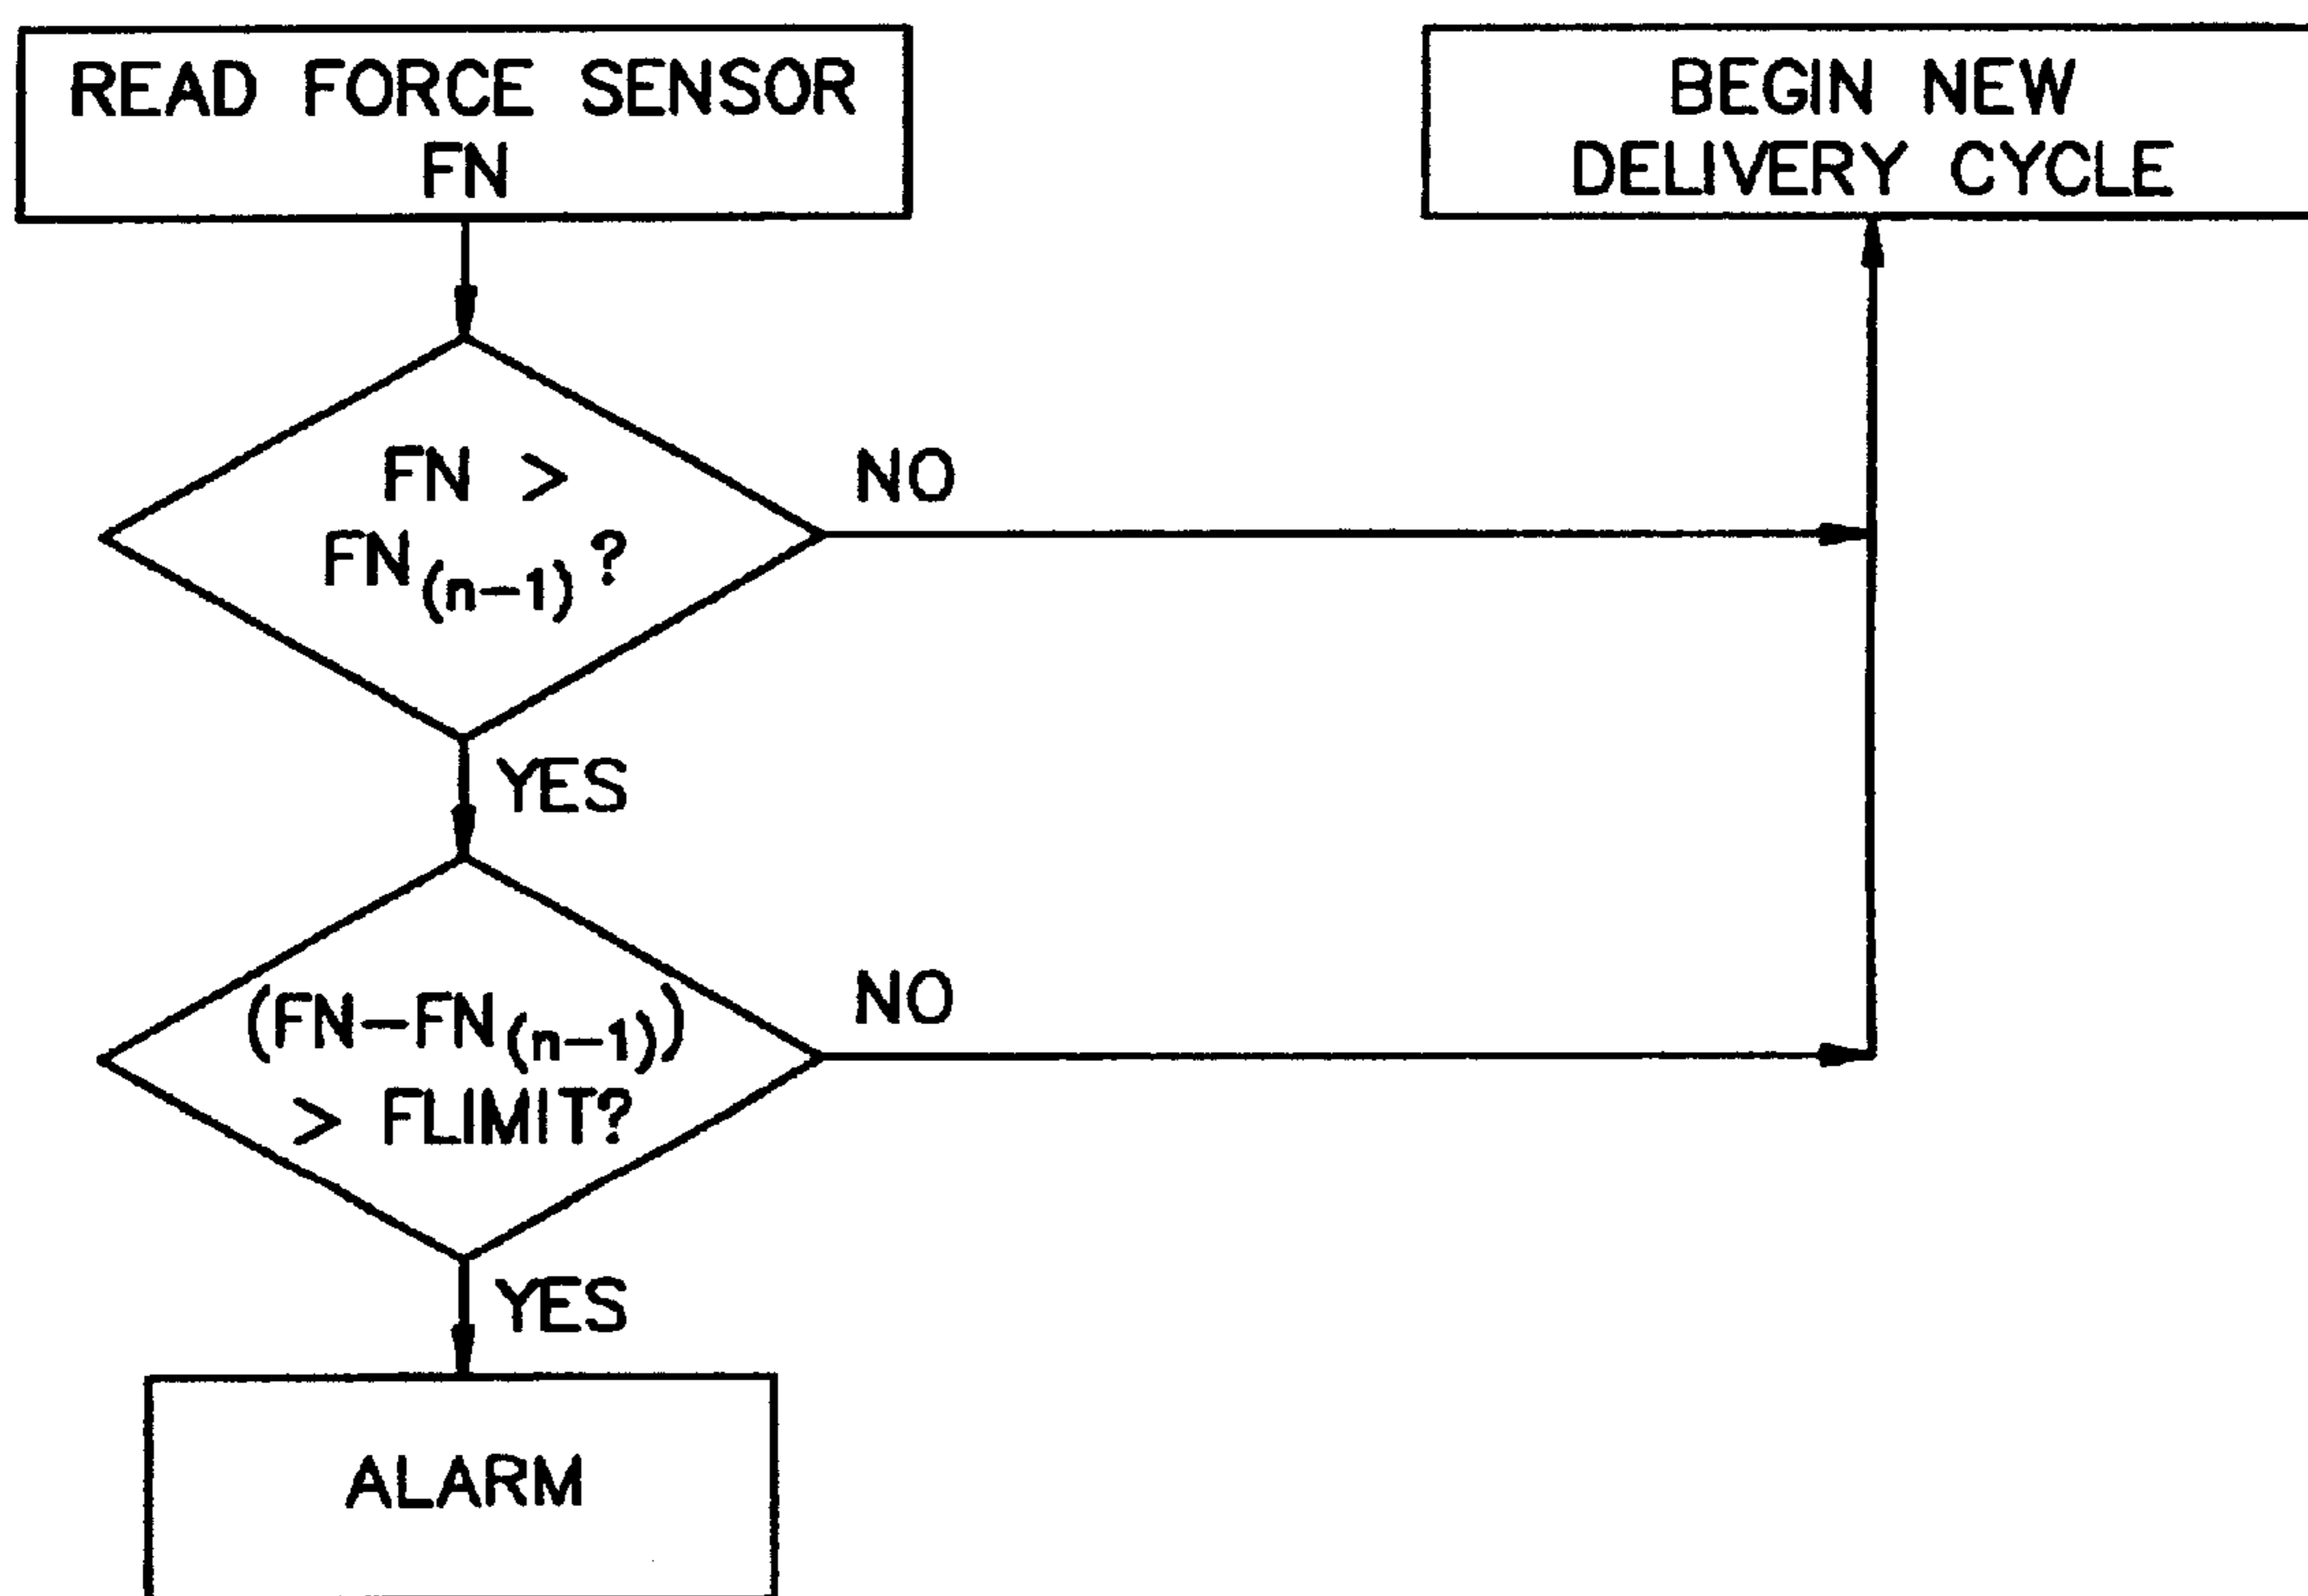 READ FORCE SENSOR
FN
BEGIN NEW
DELIVERY CYCLE
FN >
FN(n-1)?
NO
YES
(FN-FN(n-1))
> FLIMIT?
NO
YES
ALARM